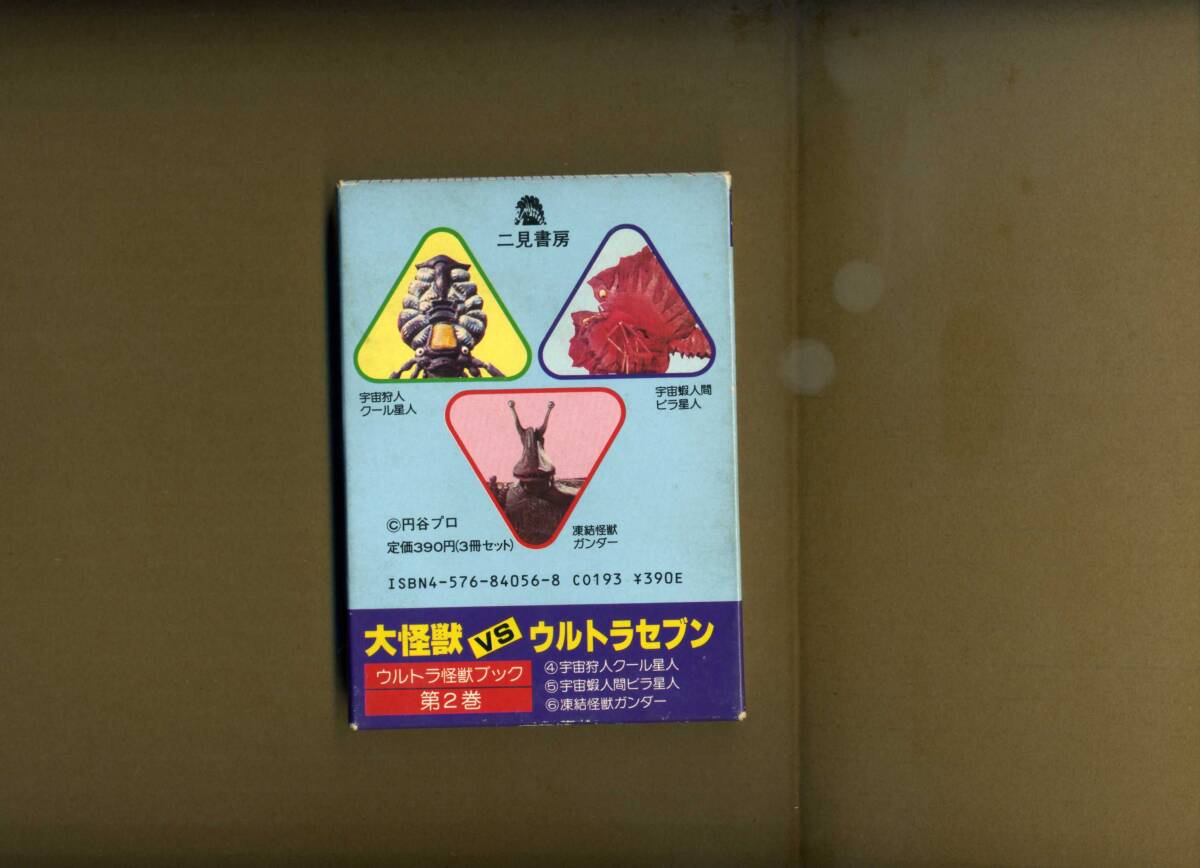 二見書房
宇宙狩人
クール星人
宇宙蝦人間
ビラ星人
凍結怪獣
ガンダー
©円谷プロ
定価390円(3冊セット)
ISBN4-576-84056-8 C0193 ¥390E
大怪獣VSウルトラセブン
ウルトラ怪獣ブック
第2巻
④宇宙狩人クール星人
⑤宇宙蝦人間ビラ星人
⑥凍結怪獣ガンダー